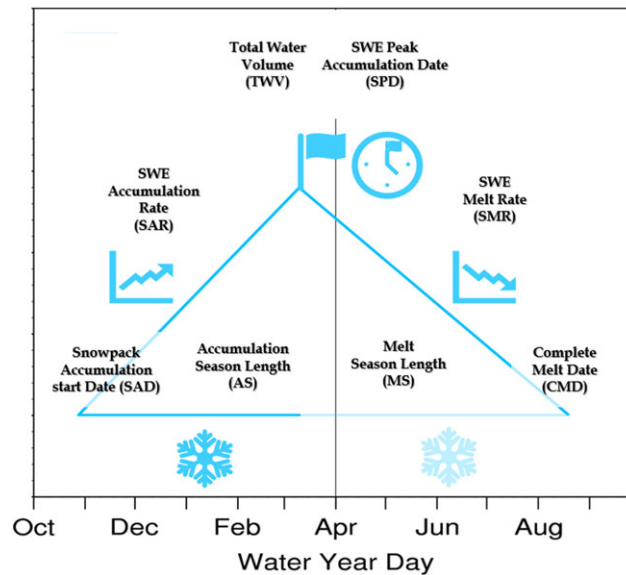 Total Water
Volume
(TWV)
SWE Peak
Accumulation Date
(SPD)
SWE
Accumulation
Rate
(SAR)
SWE
Melt Rate
(SMR)
Snowpack
Accumulation
start Date (SAD)
Accumulation
Season Length
(AS)
Melt
Season Length
(MS)
Complete
Melt Date
(CMD)
Oct Dec Feb Apr Jun Aug
Water Year Day